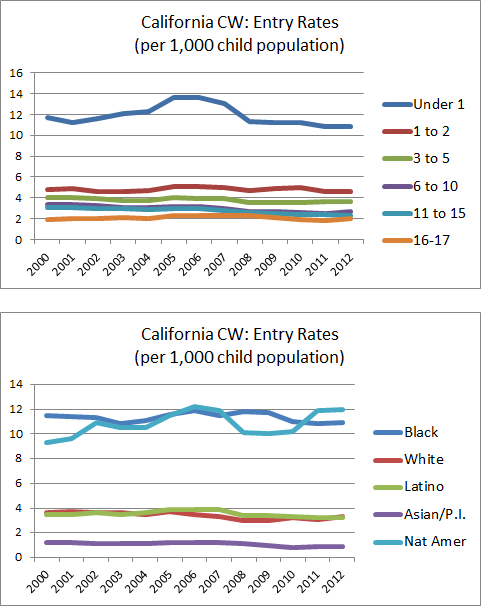 California CW: Entry Rates
(per 1,000 child population)
16
14
12
10
8
6
4
2
0
2000 2001 2002 2003 2004 2005 2006 2007 2008 2009 2010 2011 2012
Under 1
1 to 2
3 to 5
6 to 10
11 to 15
16-17
California CW: Entry Rates
(per 1,000 child population)
14
12
10
8
6
4
2
0
2000 2001 2002 2003 2004 2005 2006 2007 2008 2009 2010 2011 2012
Black
White
Latino
Asian/P.I.
Nat Amer